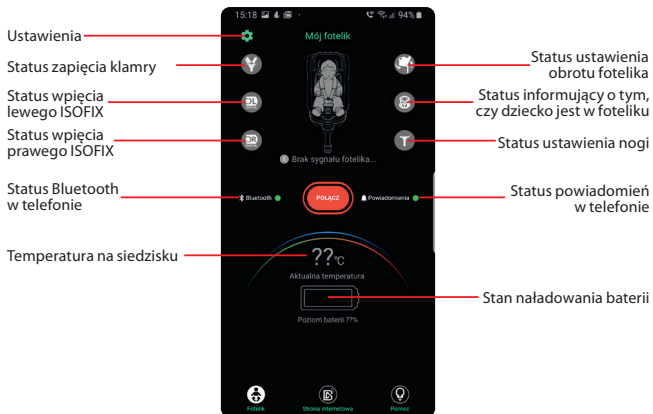 15:18
94%
Mój fotelik
Ustawienia
Status zapięcia klamry
Status wpięcia
lewego ISOFIX
DL
Status wpięcia
prawego ISOFIX
DR
Status ustawienia
obrotu fotelika
Status informujący o tym,
czy dziecko jest w foteliku
Status ustawienia nogi
! Brak sygnału fotelika...
Status Bluetooth
w telefonie
Bluetooth
POŁĄCZ
Powiadomienia
Status powiadomień
w telefonie
Temperatura na siedzisku
??°C
Aktualna temperatura
Stan naładowania baterii
Poziom baterii ??%
Fotelik
Strona internetowa
Pomoc